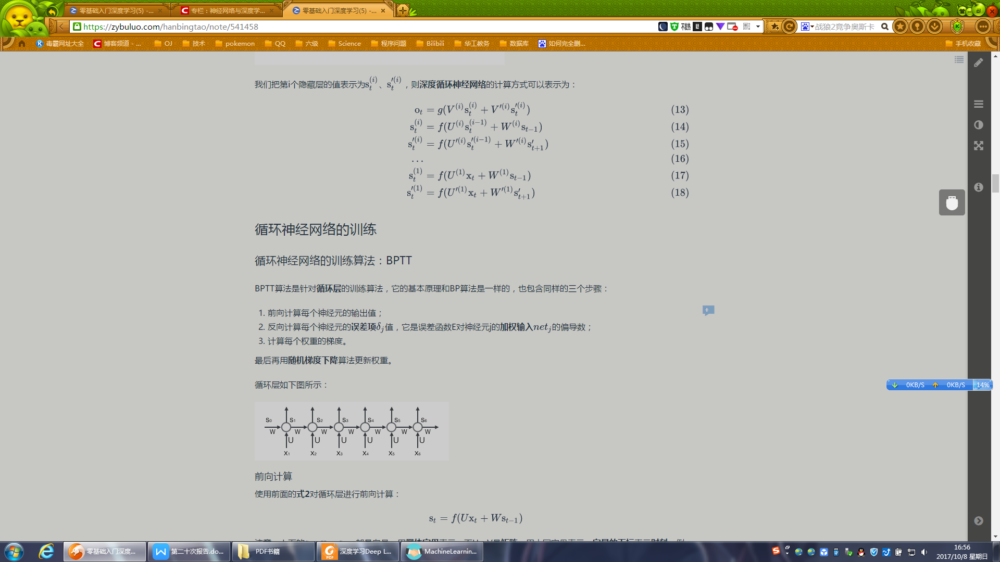 零基础入门深度学习(5) -...
专栏：神经网络与深度学...
零基础入门深度学习(5) -...
https://zybuluo.com/hanbingtao/note/541458
战狼2竞争奥斯卡
毒霸网址大全 博客频道 - ... OJ 技术 pokemon QQ 六级 Science 程序问题 Bilibili 华工教务 数据库 如何完全删... 手机收藏
我们把第i个隐藏层的值表示为s_t^{(i)}、s_t'^{(i)}，则深度循环神经网络的计算方式可以表示为：
o_t = g(V^{(i)}s_t^{(i)} + V'^{(i)}s_t'^{(i)}) (13)
s_t^{(i)} = f(U^{(i)}s_t^{(i−1)} + W^{(i)}s_{t−1}) (14)
s_t'^{(i)} = f(U'^{(i)}s_t'^{(i−1)} + W'^{(i)}s'_{t+1}) (15)
... (16)
s_t^{(1)} = f(U^{(1)}x_t + W^{(1)}s_{t−1}) (17)
s_t'^{(1)} = f(U'^{(1)}x_t + W'^{(1)}s'_{t+1}) (18)
循环神经网络的训练
循环神经网络的训练算法：BPTT
BPTT算法是针对循环层的训练算法，它的基本原理和BP算法是一样的，也包含同样的三个步骤：
1. 前向计算每个神经元的输出值；
2. 反向计算每个神经元的误差项δ_j值，它是误差函数E对神经元j的加权输入net_j的偏导数；
3. 计算每个权重的梯度。
最后再用随机梯度下降算法更新权重。
0KB/S 0KB/S 14%
循环层如下图所示：
S₀ S₁ S₂ S₃ S₄ S₅ S₆
W W W W W W W
U U U U U U
X₁ X₂ X₃ X₄ X₅ X₆
前向计算
使用前面的式2对循环层进行前向计算：
s_t = f(Ux_t + Ws_{t−1})
零基础入门深度... 第二十次报告.do... PDF书籍 深度学习Deep L... MachineLearnin...
16:56
2017/10/8 星期日